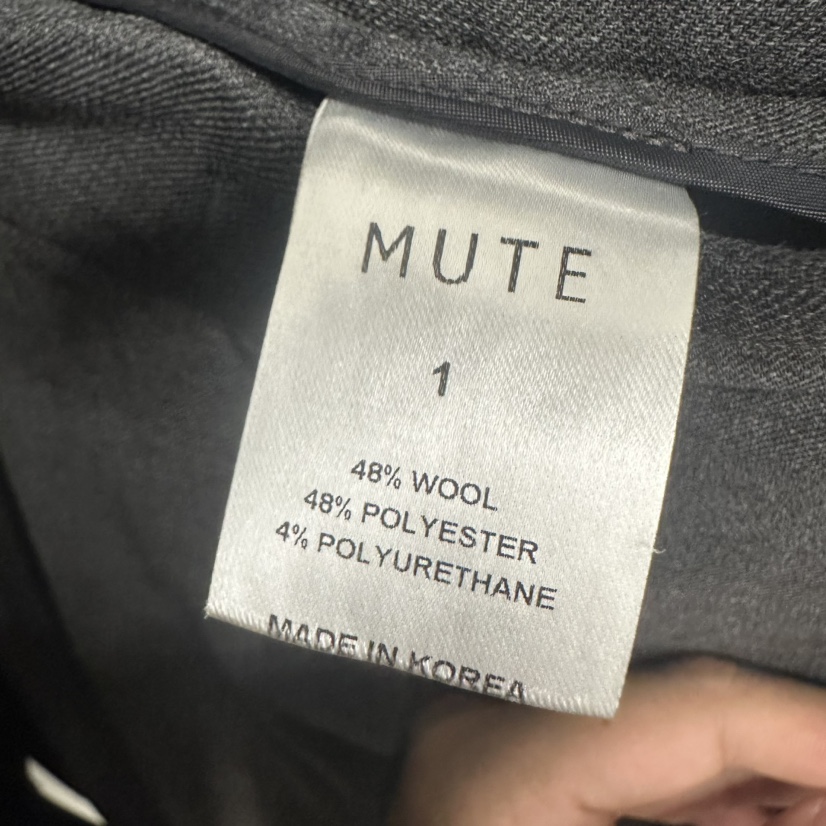 MUTE
1
48% WOOL
48% POLYESTER
4% POLYURETHANE
MADE IN KOREA